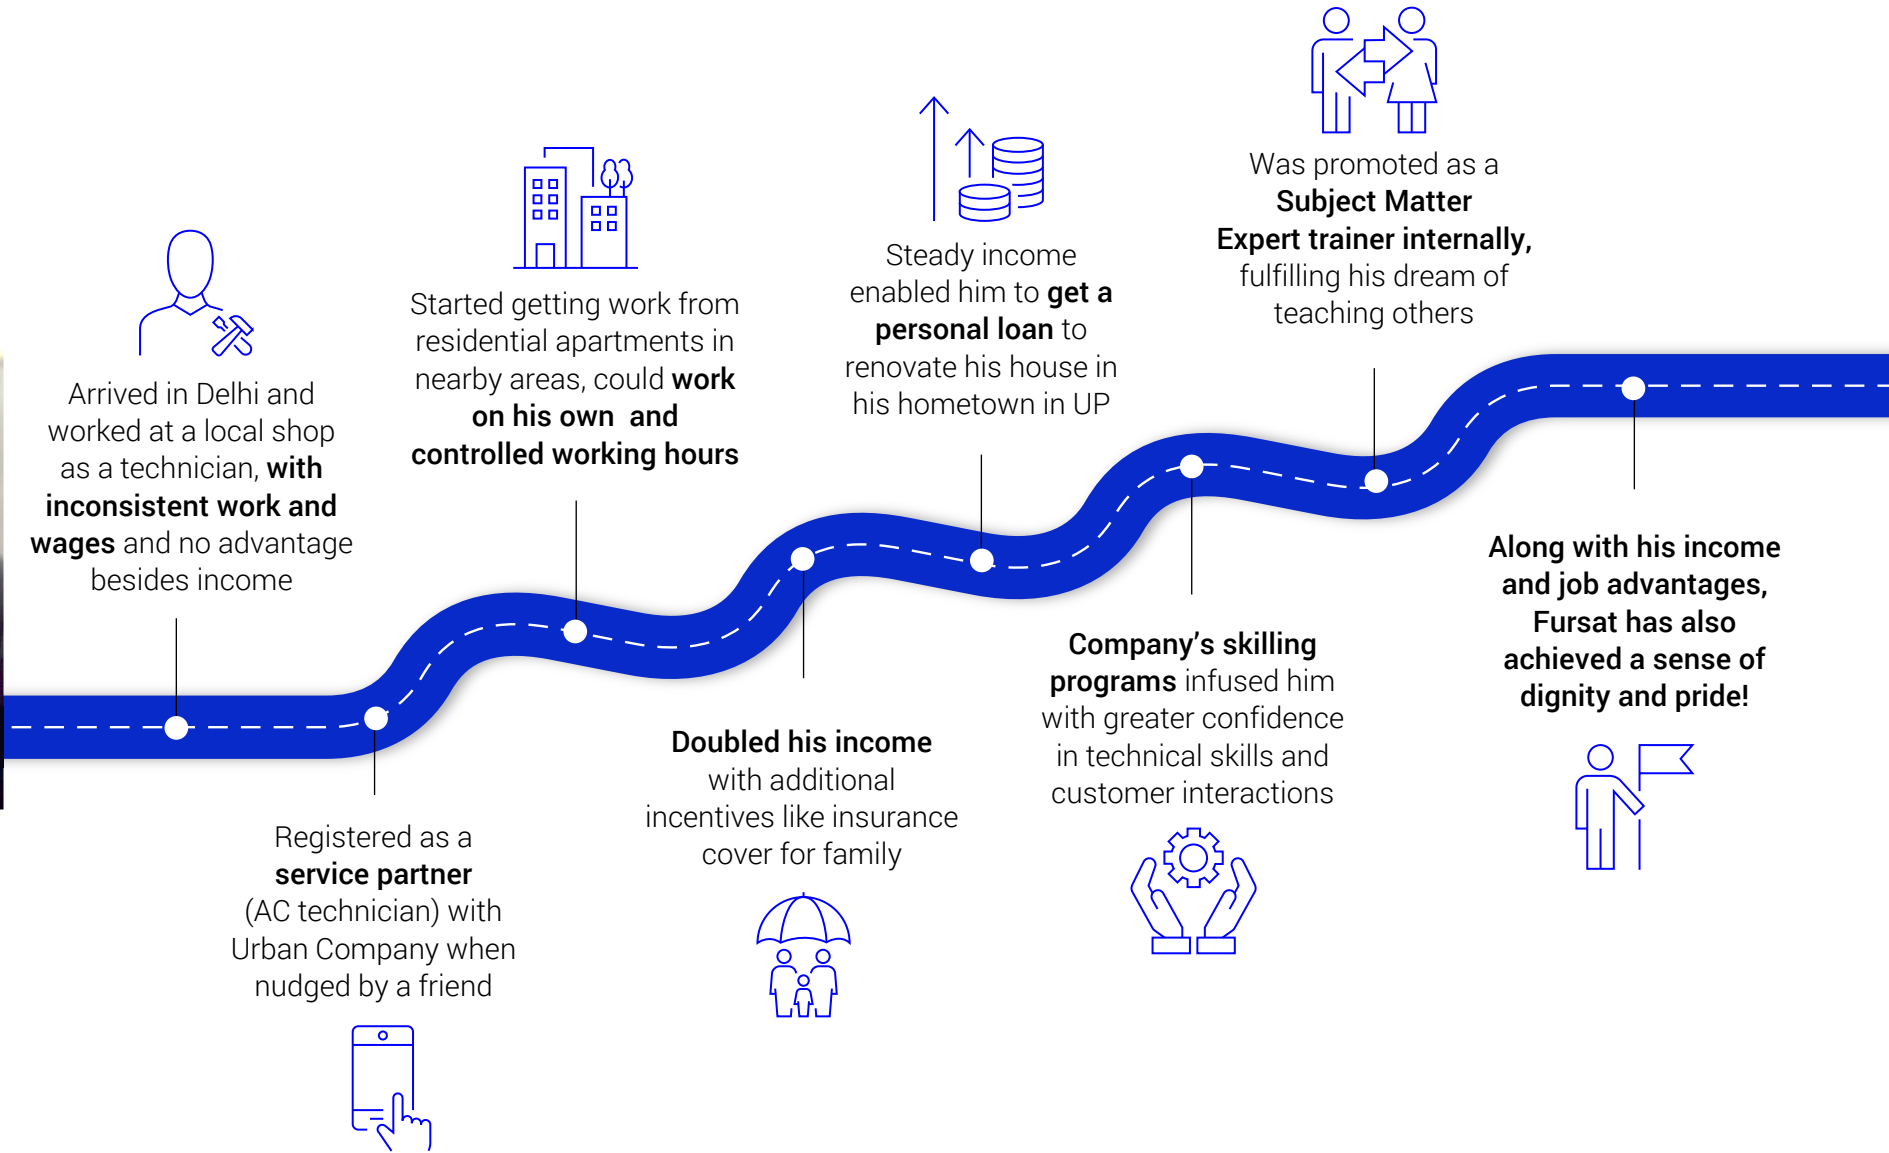 Arrived in Delhi and
worked at a local shop
as a technician, with
inconsistent work and
wages and no advantage
besides income
Registered as a
service partner
(AC technician) with
Urban Company when
nudged by a friend
Started getting work from
residential apartments in
nearby areas, could work
on his own and
controlled working hours
Doubled his income
with additional
incentives like insurance
cover for family
Steady income
enabled him to get a
personal loan to
renovate his house in
his hometown in UP
Company’s skilling
programs infused him
with greater confidence
in technical skills and
customer interactions
Was promoted as a
Subject Matter
Expert trainer internally,
fulfilling his dream of
teaching others
Along with his income
and job advantages,
Fursat has also
achieved a sense of
dignity and pride!